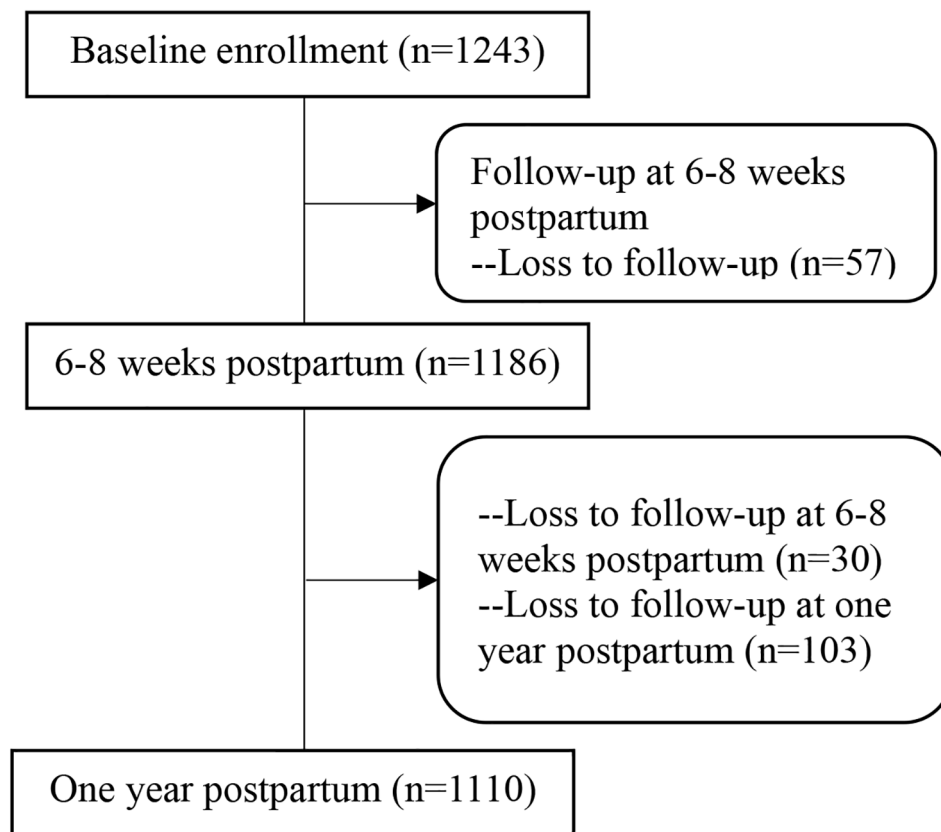 Baseline enrollment (n=1243)
Follow-up at 6-8 weeks
postpartum
--Loss to follow-up (n=57)
6-8 weeks postpartum (n=1186)
--Loss to follow-up at 6-8
weeks postpartum (n=30)
--Loss to follow-up at one
year postpartum (n=103)
One year postpartum (n=1110)